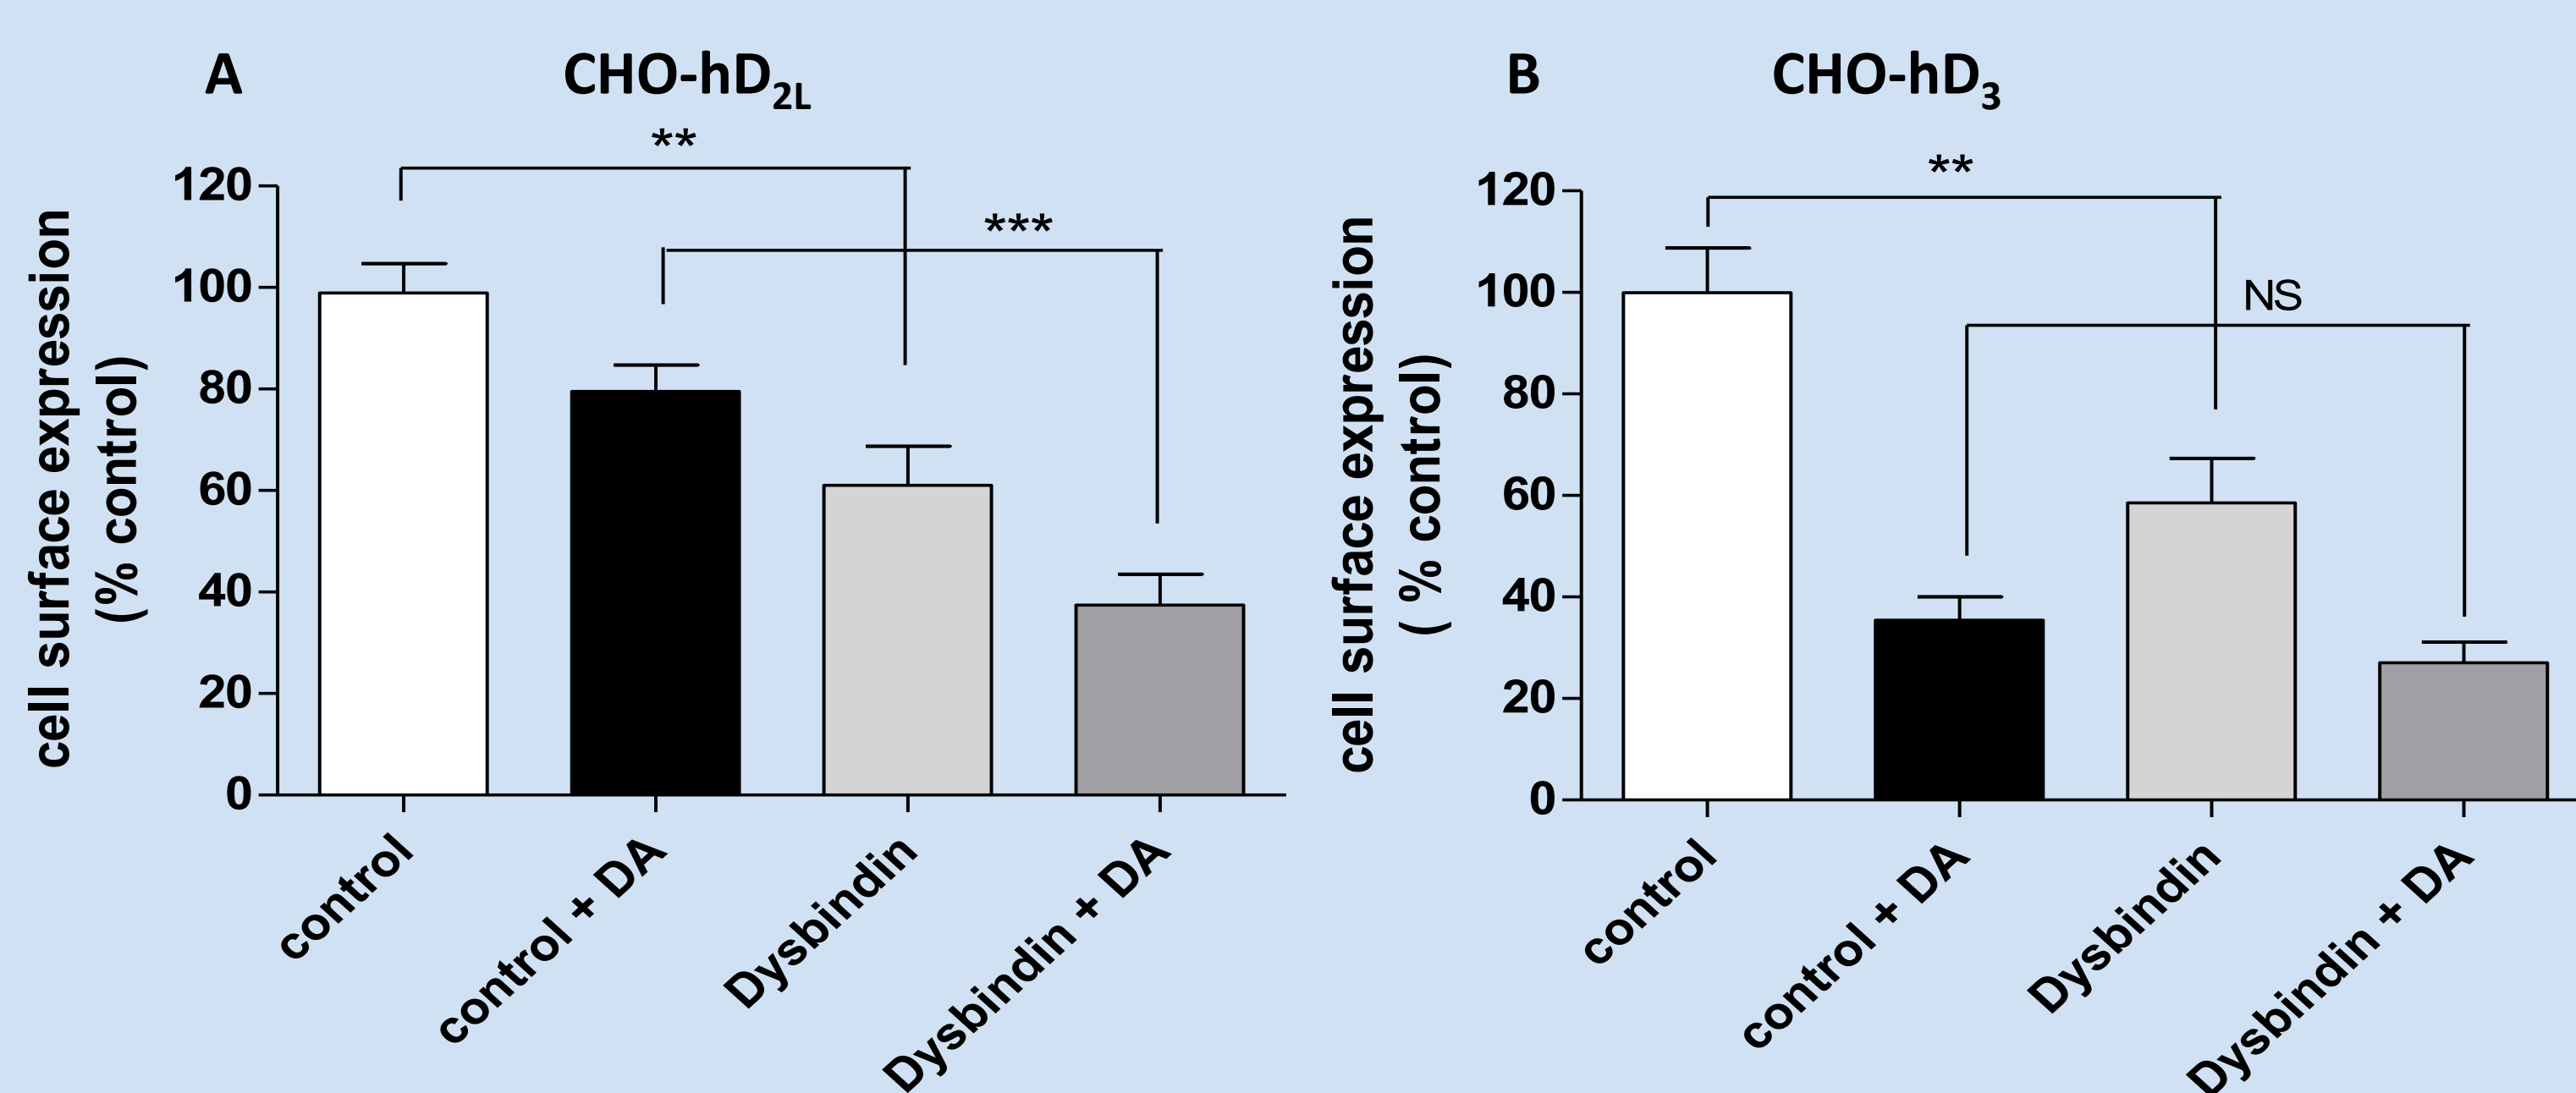 A
CHO-hD2L
**
***
120
100
80
60
40
20
0
cell surface expression
(% control)
control
control + DA
Dysbindin
Dysbindin + DA
B
CHO-hD3
**
NS
120
100
80
60
40
20
0
cell surface expression
( % control)
control
control + DA
Dysbindin
Dysbindin + DA